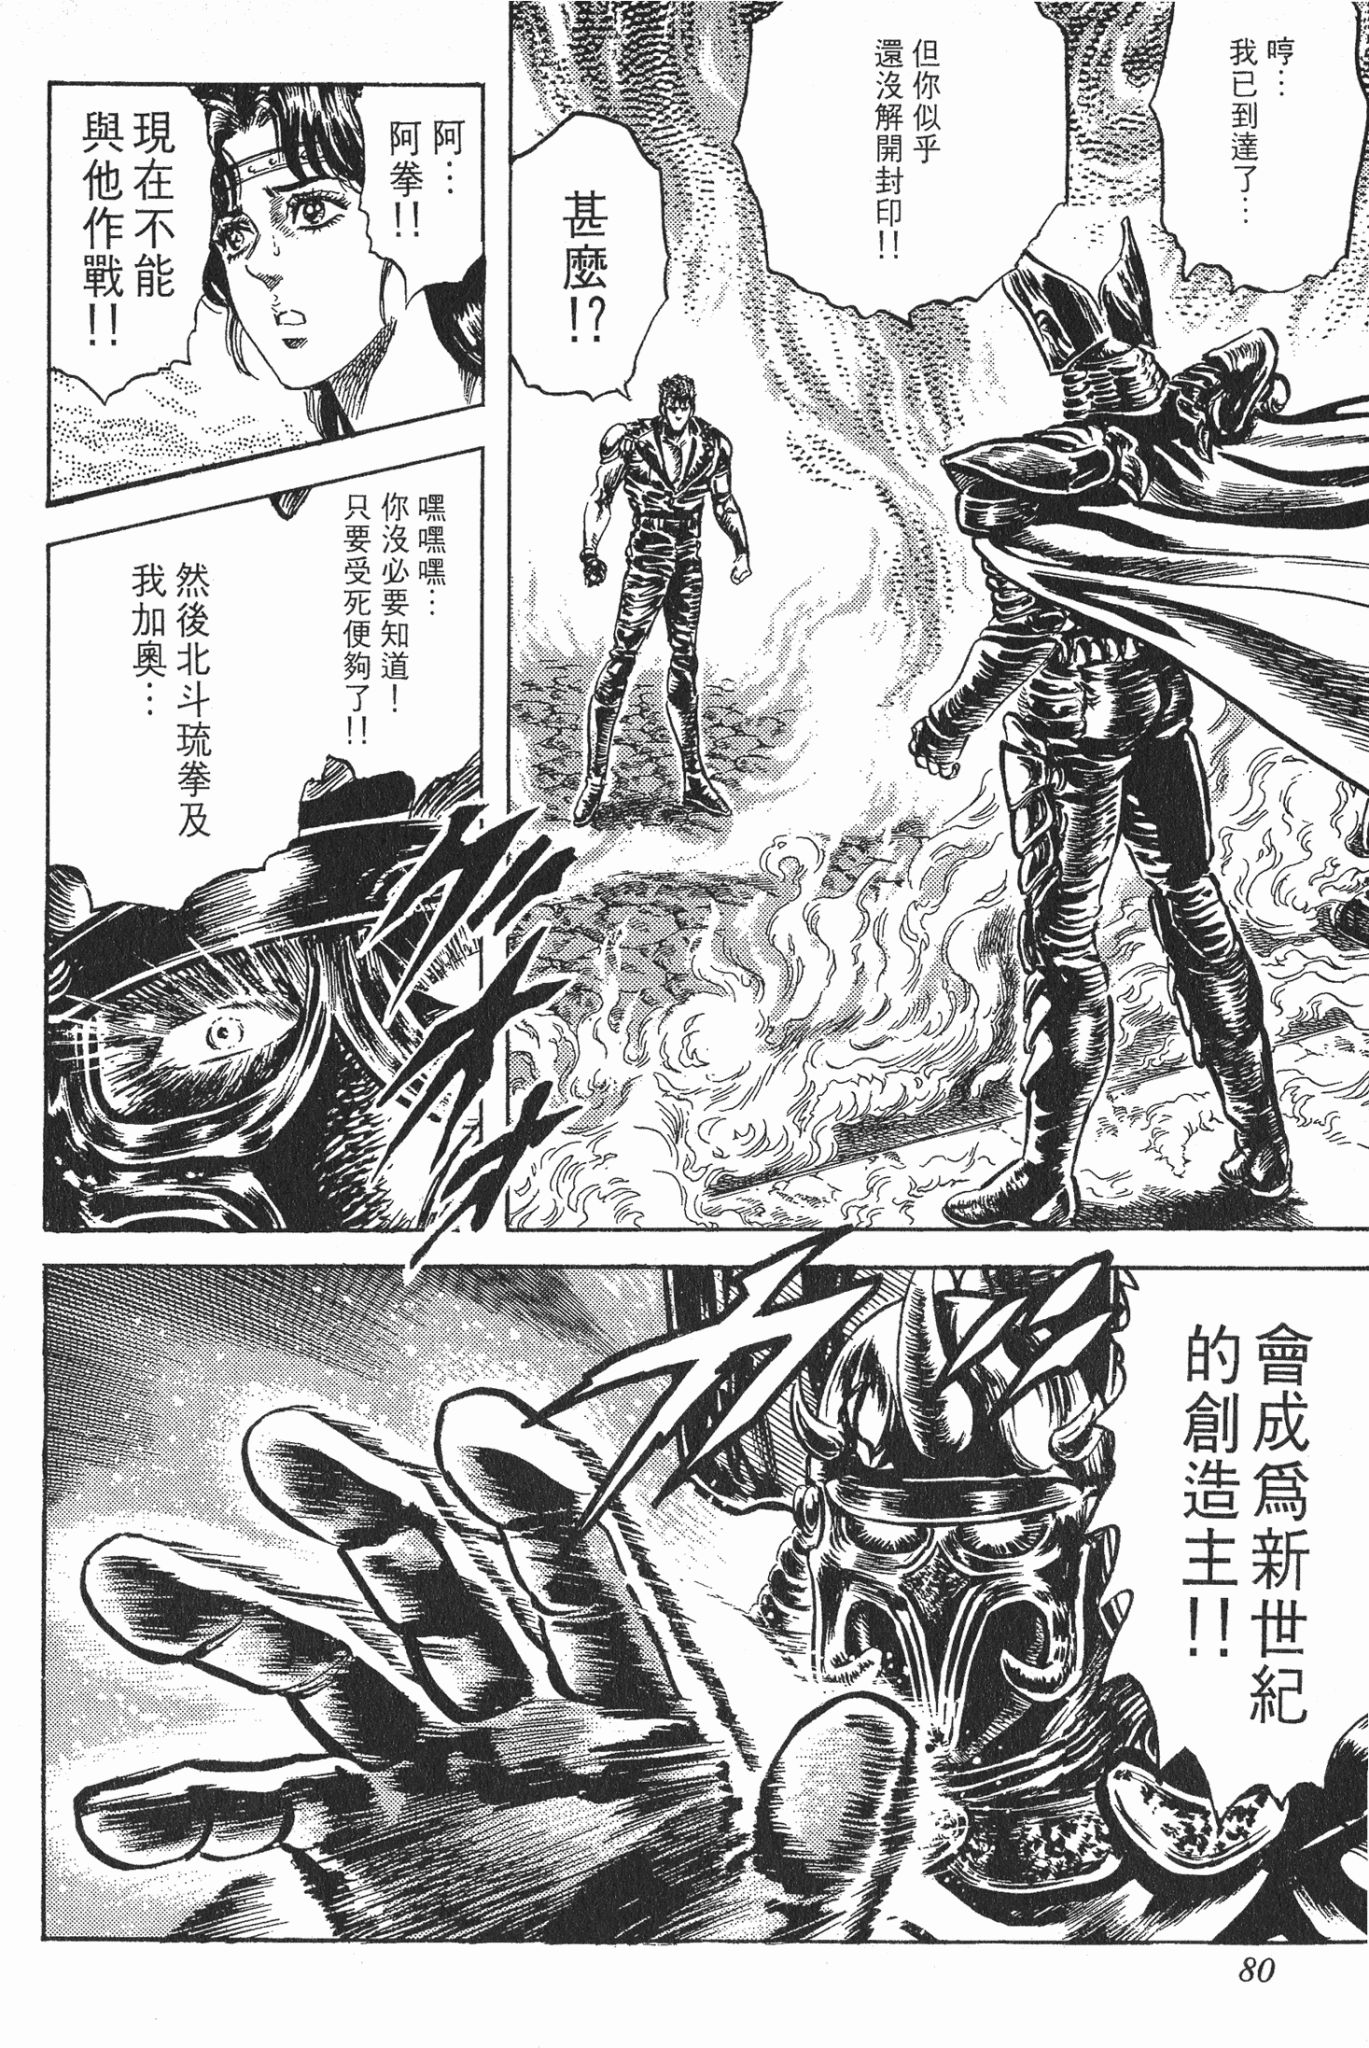 哼…
我已到達了…
但你似乎
還沒解開封印!!
甚麼!?
阿…
阿拳!!
現在不能
與他作戰!!
嘿嘿嘿…
你沒必要知道!
只要受死便夠了!!
然後北斗琉拳及
我加奧…
會成爲新世紀
的創造主!!
80